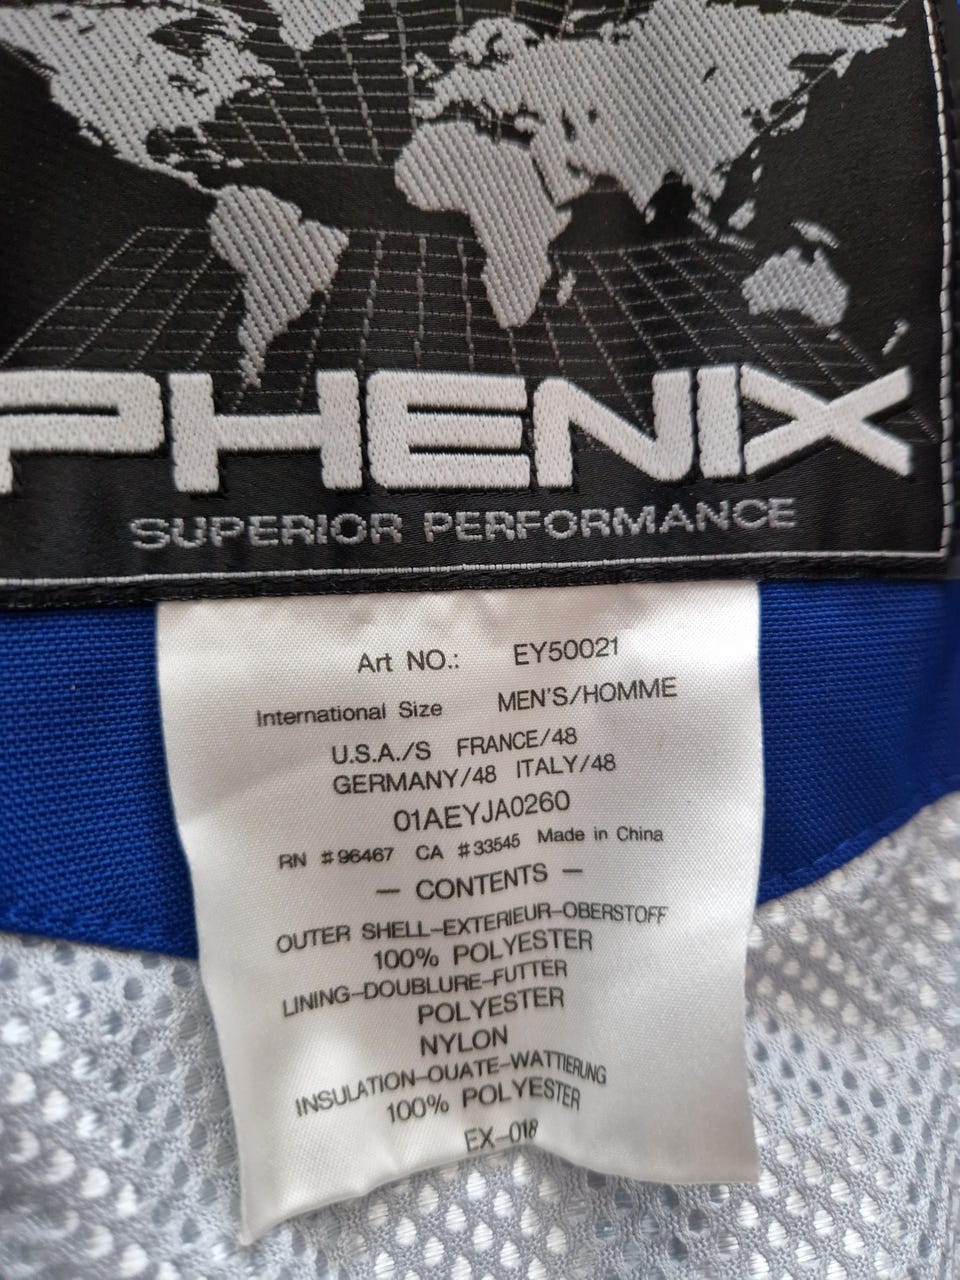 PHENIX
SUPERIOR PERFORMANCE
Art NO.: EY50021
International Size MEN'S/HOMME
U.S.A./S FRANCE/48
GERMANY/48 ITALY/48
01AEYJA0260
RN #96467 CA #33545 Made in China
— CONTENTS —
OUTER SHELL-EXTERIEUR-OBERSTOFF
100% POLYESTER
LINING-DOUBLURE-FUTTER
POLYESTER
NYLON
INSULATION-OUATE-WATTIERUNG
100% POLYESTER
EX-018